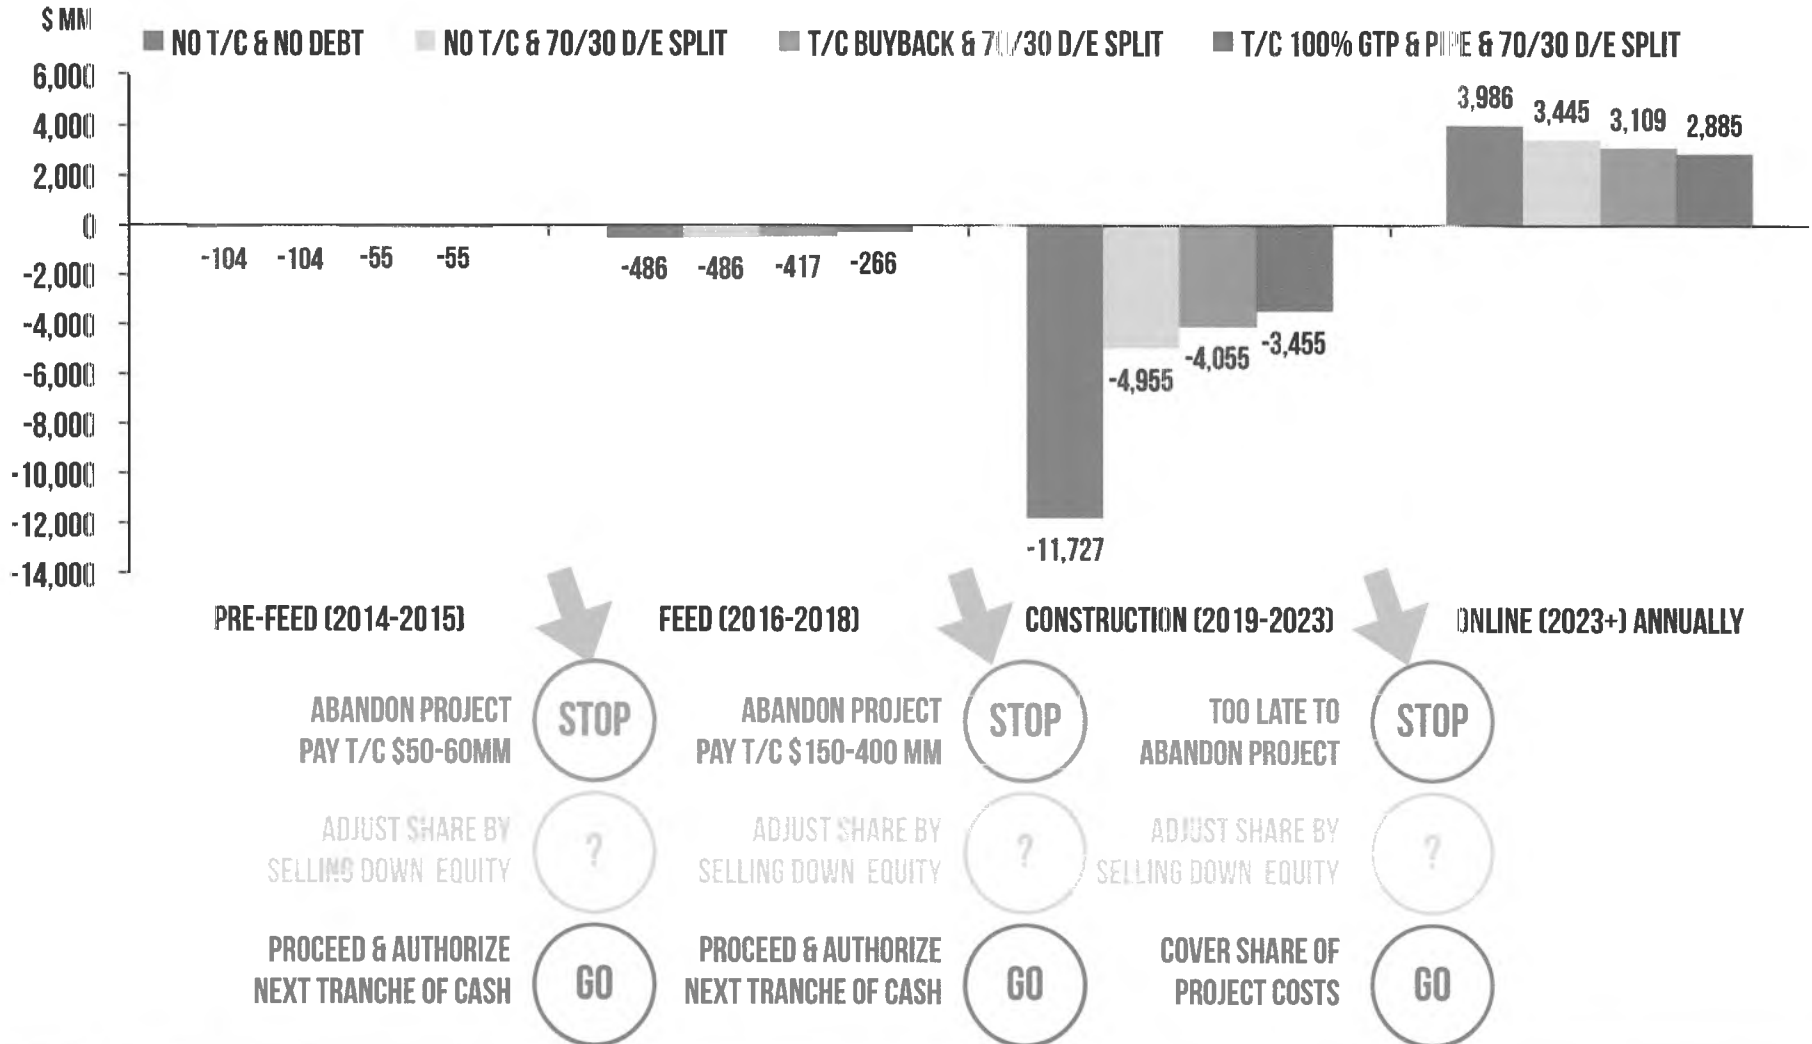 $ MM
NO T/C & NO DEBT
NO T/C & 70/30 D/E SPLIT
T/C BUYBACK & 70/30 D/E SPLIT
T/C 100% GTP & PIPE & 70/30 D/E SPLIT
6,000
4,000
2,000
0
-2,000
-4,000
-6,000
-8,000
-10,000
-12,000
-14,000
-104 -104 -55 -55
-486 -486 -417 -266
-11,727
-4,955
-4,055
-3,455
3,986
3,445
3,109
2,885
PRE-FEED (2014-2015)
FEED (2016-2018)
CONSTRUCTION (2019-2023)
ONLINE (2023+) ANNUALLY
ABANDON PROJECT
PAY T/C $50-60MM
STOP
ABANDON PROJECT
PAY T/C $150-400 MM
STOP
TOO LATE TO
ABANDON PROJECT
STOP
ADJUST SHARE BY
SELLING DOWN EQUITY
?
ADJUST SHARE BY
SELLING DOWN EQUITY
?
ADJUST SHARE BY
SELLING DOWN EQUITY
?
PROCEED & AUTHORIZE
NEXT TRANCHE OF CASH
GO
PROCEED & AUTHORIZE
NEXT TRANCHE OF CASH
GO
COVER SHARE OF
PROJECT COSTS
GO